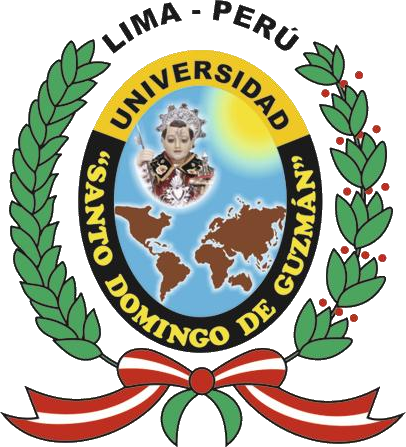 LIMA - PERÚ
UNIVERSIDAD
“SANTO DOMINGO DE GUZMÁN”